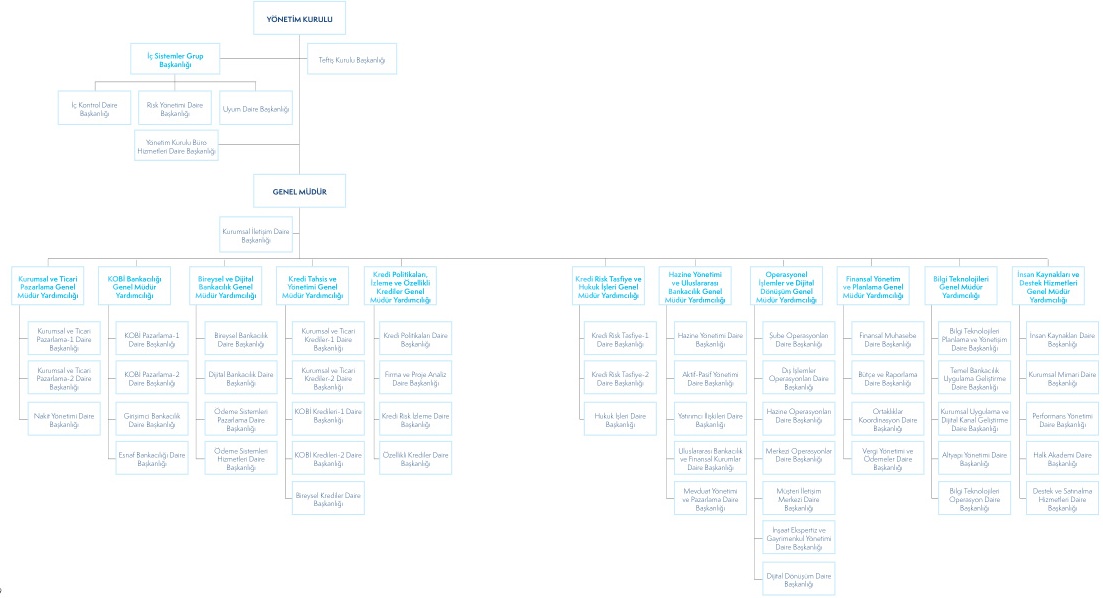 YÖNETİM KURULU
İç Sistemler Grup
Başkanlığı
Teftiş Kurulu Başkanlığı
İç Kontrol Daire
Başkanlığı
Risk Yönetimi Daire
Başkanlığı
Uyum Daire Başkanlığı
Yönetim Kurulu Büro
Hizmetleri Daire Başkanlığı
GENEL MÜDÜR
Kurumsal İletişim Daire
Başkanlığı
Kurumsal ve Ticari
Pazarlama Genel
Müdür Yardımcılığı
Kurumsal ve Ticari
Pazarlama-1 Daire
Başkanlığı
Kurumsal ve Ticari
Pazarlama-2 Daire
Başkanlığı
Nakit Yönetimi Daire
Başkanlığı
KOBİ Bankacılığı
Genel Müdür
Yardımcılığı
KOBİ Pazarlama-1
Daire Başkanlığı
KOBİ Pazarlama-2
Daire Başkanlığı
Girişimci Bankacılık
Daire Başkanlığı
Esnaf Bankacılığı Daire
Başkanlığı
Bireysel ve Dijital
Bankacılık Genel
Müdür Yardımcılığı
Bireysel Bankacılık
Daire Başkanlığı
Dijital Bankacılık Daire
Başkanlığı
Ödeme Sistemleri
Pazarlama Daire
Başkanlığı
Ödeme Sistemleri
Hizmetleri Daire
Başkanlığı
Kredi Tahsis ve
Yönetimi Genel
Müdür Yardımcılığı
Kurumsal ve Ticari
Krediler-1 Daire
Başkanlığı
Kurumsal ve Ticari
Krediler-2 Daire
Başkanlığı
KOBİ Kredileri-1 Daire
Başkanlığı
KOBİ Kredileri-2 Daire
Başkanlığı
Bireysel Krediler Daire
Başkanlığı
Kredi Politikaları,
İzleme ve Özellikli
Krediler Genel
Müdür Yardımcılığı
Kredi Politikaları Daire
Başkanlığı
Firma ve Proje Analiz
Daire Başkanlığı
Kredi Risk İzleme Daire
Başkanlığı
Özellikli Krediler Daire
Başkanlığı
Kredi Risk Tasfiye ve
Hukuk İşleri Genel
Müdür Yardımcılığı
Kredi Risk Tasfiye-1
Daire Başkanlığı
Kredi Risk Tasfiye-2
Daire Başkanlığı
Hukuk İşleri Daire
Başkanlığı
Hazine Yönetimi
ve Uluslararası
Bankacılık Genel
Müdür Yardımcılığı
Hazine Yönetimi Daire
Başkanlığı
Aktif-Pasif Yönetimi
Daire Başkanlığı
Yatırımcı İlişkileri Daire
Başkanlığı
Uluslararası Bankacılık
ve Finansal Kurumlar
Daire Başkanlığı
Mevduat Yönetimi
ve Pazarlama Daire
Başkanlığı
Operasyonel
İşlemler ve Dijital
Dönüşüm Genel
Müdür Yardımcılığı
Şube Operasyonları
Daire Başkanlığı
Dış İşlemler
Operasyonları Daire
Başkanlığı
Hazine Operasyonları
Daire Başkanlığı
Merkezi Operasyonlar
Daire Başkanlığı
Müşteri İletişim
Merkezi Daire
Başkanlığı
İnşaat Ekspertiz ve
Gayrimenkul Yönetimi
Daire Başkanlığı
Dijital Dönüşüm Daire
Başkanlığı
Finansal Yönetim
ve Planlama Genel
Müdür Yardımcılığı
Finansal Muhasebe
Daire Başkanlığı
Bütçe ve Raporlama
Daire Başkanlığı
Ortaklıklar
Koordinasyon Daire
Başkanlığı
Vergi Yönetimi ve
Ödemeler Daire
Başkanlığı
Bilgi Teknolojileri
Genel Müdür
Yardımcılığı
Bilgi Teknolojileri
Planlama ve Yönetişim
Daire Başkanlığı
Temel Bankacılık
Uygulama Geliştirme
Daire Başkanlığı
Kurumsal Uygulama ve
Dijital Kanal Geliştirme
Daire Başkanlığı
Altyapı Yönetimi Daire
Başkanlığı
Bilgi Teknolojileri
Operasyon Daire
Başkanlığı
İnsan Kaynakları ve
Destek Hizmetleri
Genel Müdür
Yardımcılığı
İnsan Kaynakları Daire
Başkanlığı
Kurumsal Mimari Daire
Başkanlığı
Performans Yönetimi
Daire Başkanlığı
Halk Akademi Daire
Başkanlığı
Destek ve Satınalma
Hizmetleri Daire
Başkanlığı